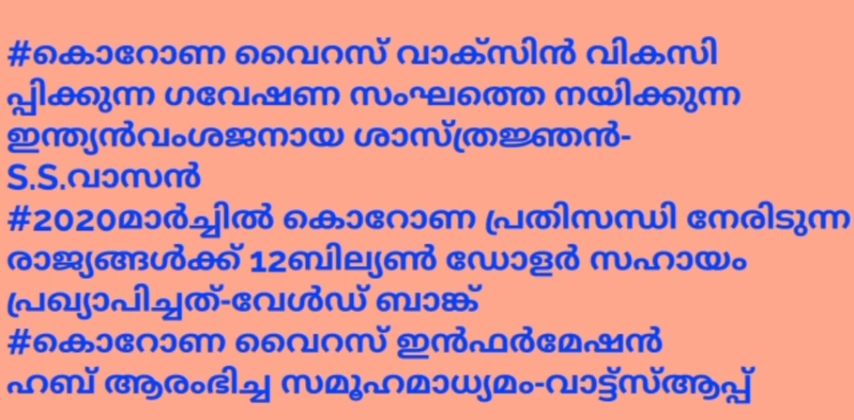 #കൊറോണ വൈറസ് വാക്സിൻ വികസി
പ്പിക്കുന്ന ഗവേഷണ സംഘത്തെ നയിക്കുന്ന
ഇന്ത്യൻവംശജനായ ശാസ്ത്രജ്ഞൻ-
S.S.വാസൻ
#2020മാർച്ചിൽ കൊറോണ പ്രതിസന്ധി നേരിടുന്ന
രാജ്യങ്ങൾക്ക് 12ബില്യൺ ഡോളർ സഹായം
പ്രഖ്യാപിച്ചത്-വേൾഡ് ബാങ്ക്
#കൊറോണ വൈറസ് ഇൻഫർമേഷൻ
ഹബ് ആരംഭിച്ച സമൂഹമാധ്യമം-വാട്ട്സ്ആപ്പ്